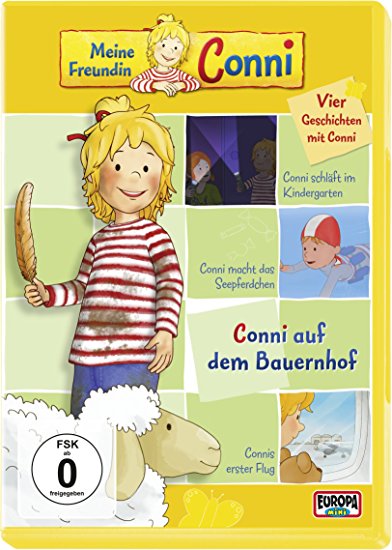 Meine
Freundin
Conni
Vier
Geschichten
mit Conni
Conni schläft im
Kindergarten
Conni macht das
Seepferdchen
Conni auf
dem Bauernhof
Connis
erster Flug
FSK
ab
0
freigegeben
EUROPA
MINI